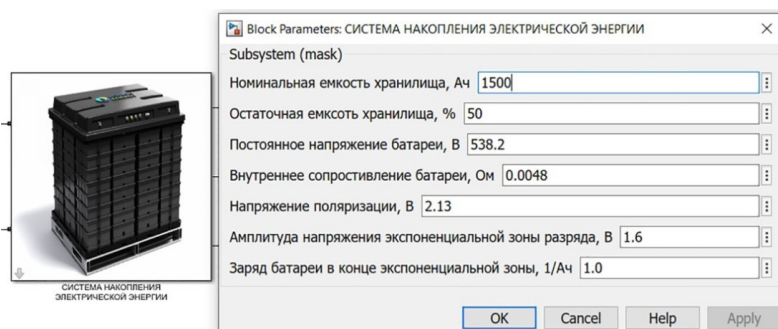 Block Parameters: СИСТЕМА НАКОПЛЕНИЯ ЭЛЕКТРИЧЕСКОЙ ЭНЕРГИИ
Subsystem (mask)
Номинальная емкость хранилища, Ач 1500
Остаточная емксоть хранилища, % 50
Постоянное напряжение батареи, В 538.2
Внутреннее сопростивление батареи, Ом 0.0048
Напряжение поляризации, В 2.13
Амплитуда напряжения экспоненциальной зоны разряда, В 1.6
Заряд батареи в конце экспоненциальной зоны, 1/Ач 1.0
OK Cancel Help Apply
СИСТЕМА НАКОПЛЕНИЯ
ЭЛЕКТРИЧЕСКОЙ ЭНЕРГИИ